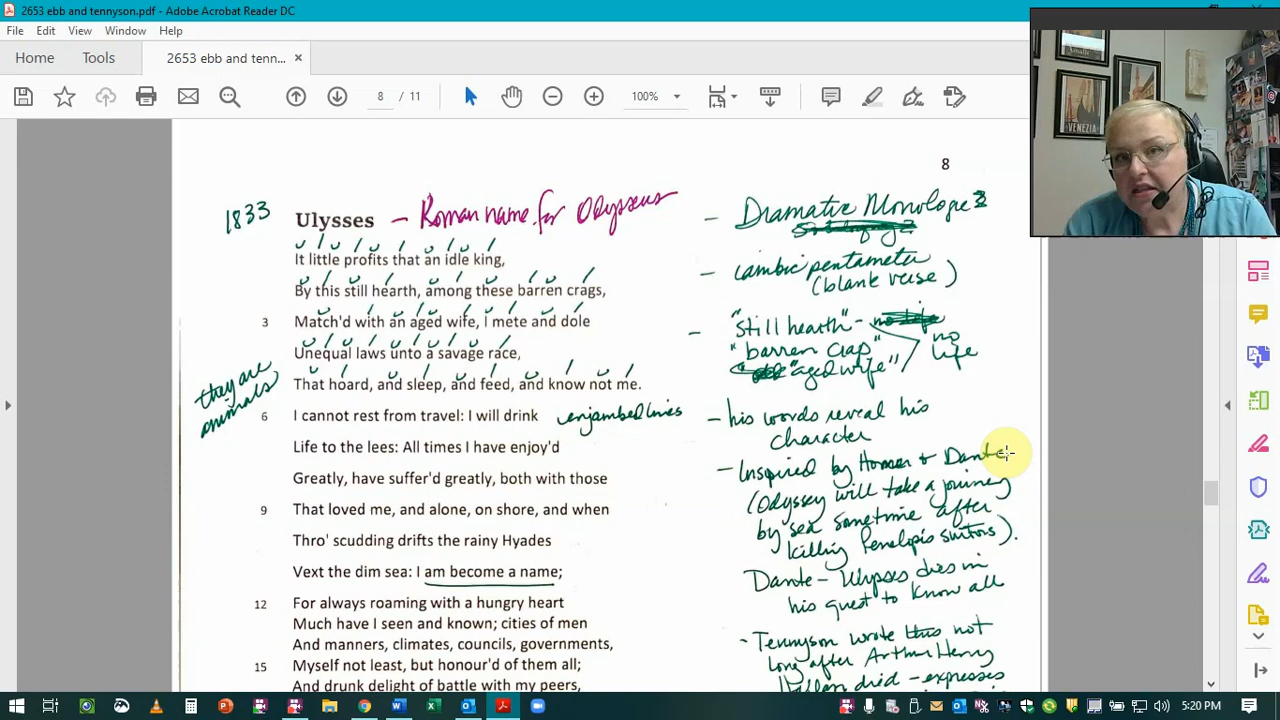 2653 ebb and tennyson.pdf - Adobe Acrobat Reader DC
File Edit View Window Help
Home Tools 2653 ebb and tenn... ×
8 / 11 100%
VENEZIA
8
1833 Ulysses - Roman name for Odysseus - Dramatic Monologue
It little profits that an idle king,
- iambic pentameter
(blank verse)
By this still hearth, among these barren crags,
3 Match'd with an aged wife, I mete and dole
- "Still hearth" - no life
Unequal laws unto a savage race,
"barren crap"
"aged wife"
That hoard, and sleep, and feed, and know not me.
they are
animals
6 I cannot rest from travel: I will drink enjambed lines
- his words reveal his
character
Life to the lees: All times I have enjoy'd
- Inspired by Homer + Dante
Greatly, have suffer'd greatly, both with those
(Odyssey will take a journey
9 That loved me, and alone, on shore, and when
by sea sometime after
Thro' scudding drifts the rainy Hyades
killing Penelope's suitors).
Vext the dim sea: I am become a name;
Dante - Ulysses dies in
his quest to know all
12 For always roaming with a hungry heart
Much have I seen and known; cities of men
- Tennyson wrote this not
And manners, climates, councils, governments,
long after Arthur Henry
15 Myself not least, but honour'd of them all;
Hallam died - expresses
And drunk delight of battle with my peers,
5:20 PM